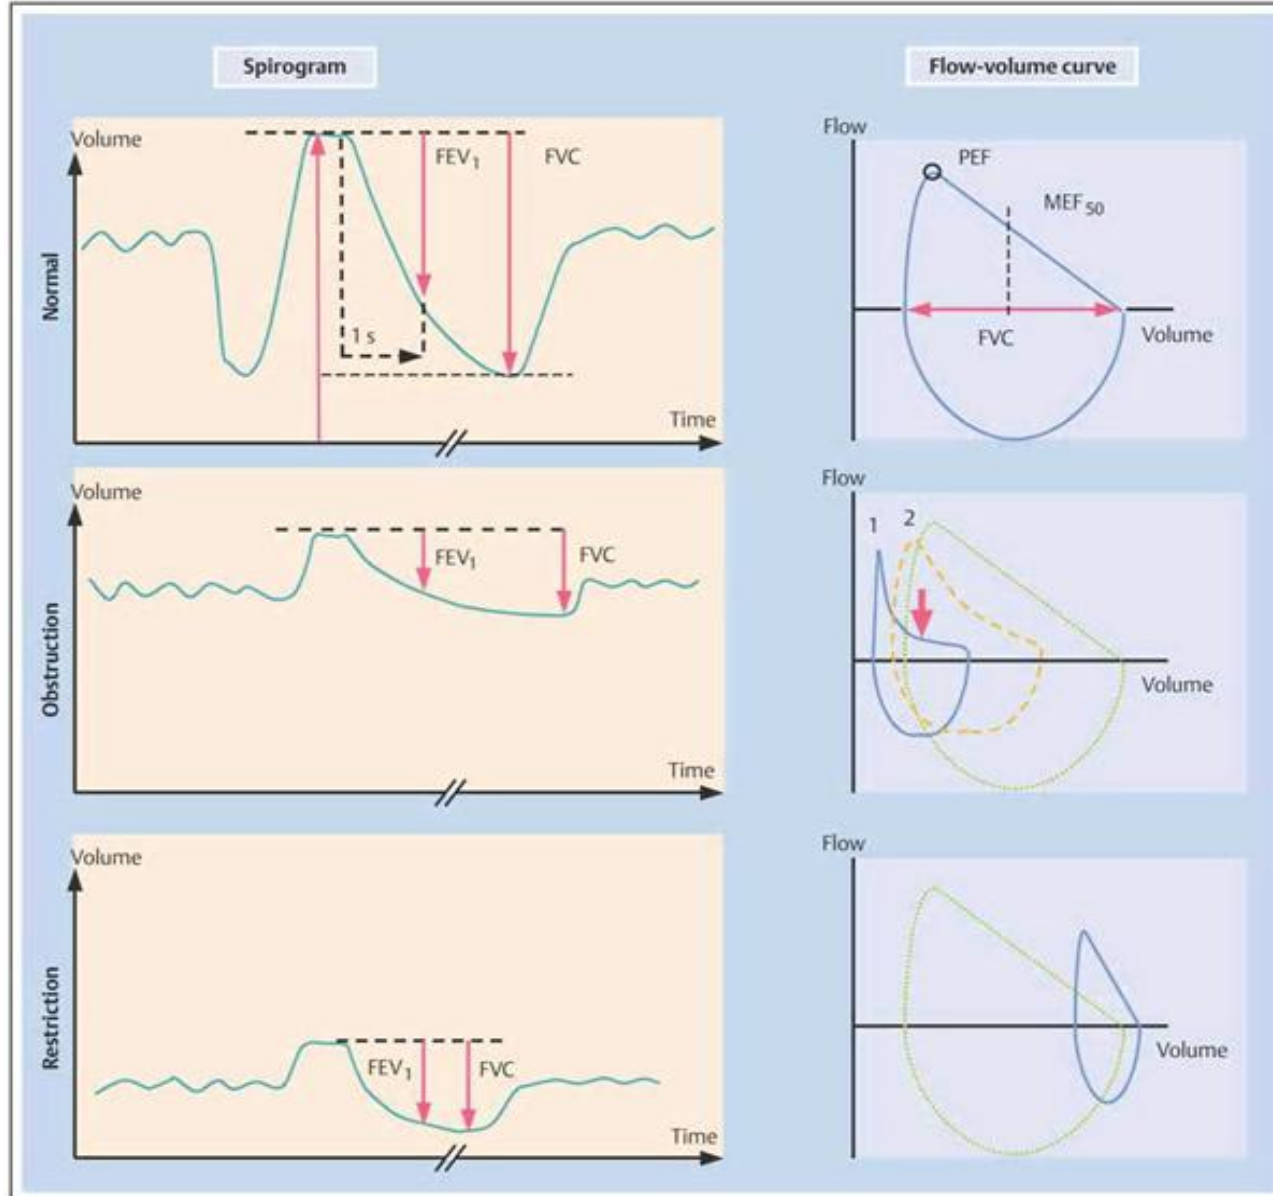 Spirogram
Flow-volume curve
Normal
Volume
FEV1
FVC
1 s
Time
Flow
PEF
MEF50
FVC
Volume
Obstruction
Volume
FEV1
FVC
Time
Flow
1
2
Volume
Restriction
Volume
FEV1
FVC
Time
Flow
Volume